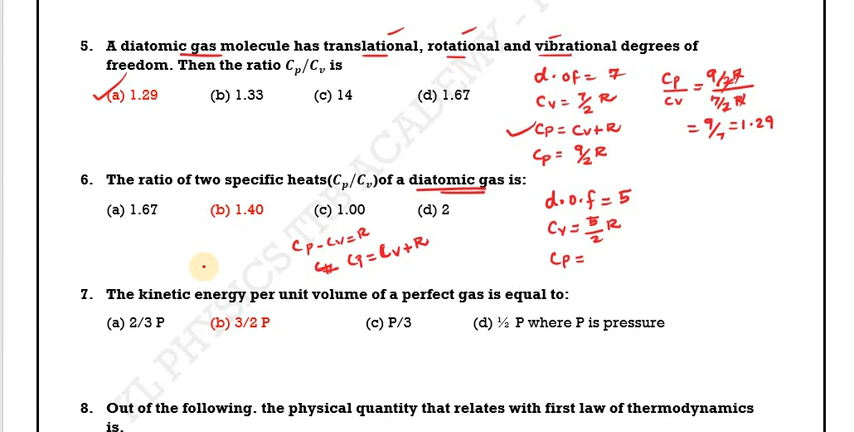 5. A diatomic gas molecule has translational, rotational and vibrational degrees of
freedom. Then the ratio Cp/Cv is
(a) 1.29 (b) 1.33 (c) 14 (d) 1.67
d.of = 7
Cv = 7/2 R
Cp = Cv+R
Cp = 9/2 R
Cp/Cv = 9/2 R / 7/2 R
= 9/7 = 1.29
6. The ratio of two specific heats(Cp/Cv)of a diatomic gas is:
(a) 1.67 (b) 1.40 (c) 1.00 (d) 2
Cp-Cv=R
Cp=Cv+R
d.o.f = 5
Cv = 5/2 R
Cp =
7. The kinetic energy per unit volume of a perfect gas is equal to:
(a) 2/3 P (b) 3/2 P (c) P/3 (d) ½ P where P is pressure
8. Out of the following. the physical quantity that relates with first law of thermodynamics
is.
PHYSICS ACADEMY -